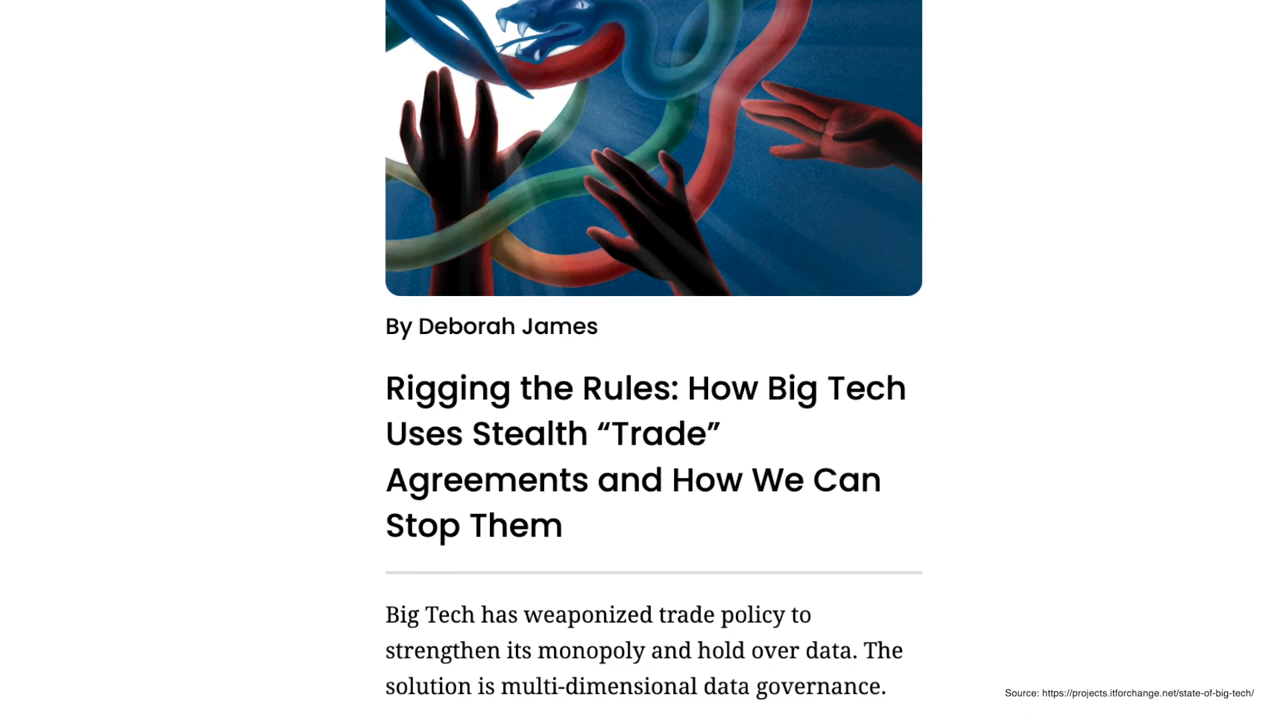 By Deborah James
Rigging the Rules: How Big Tech
Uses Stealth “Trade”
Agreements and How We Can
Stop Them
Big Tech has weaponized trade policy to
strengthen its monopoly and hold over data. The
solution is multi-dimensional data governance.
Source: https://projects.itforchange.net/state-of-big-tech/